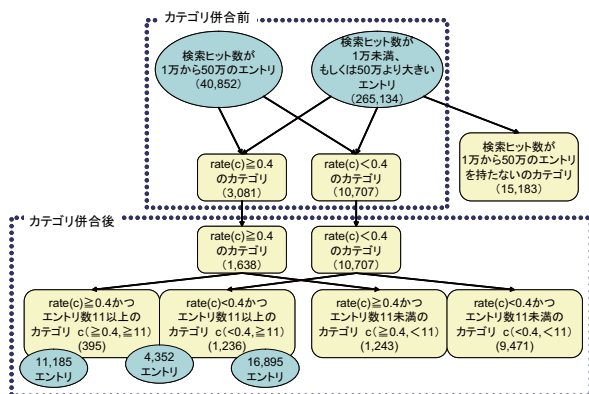 カテゴリ併合前
検索ヒット数が
1万から50万のエントリ
(40,852)
検索ヒット数が
1万未満、
もしくは50万より大きい
エントリ
(265,134)
rate(c)≧0.4
のカテゴリ
(3,081)
rate(c)<0.4
のカテゴリ
(10,707)
検索ヒット数が
1万から50万のエントリ
を持たないのカテゴリ
(15,183)
カテゴリ併合後
rate(c)≧0.4
のカテゴリ
(1,638)
rate(c)<0.4
のカテゴリ
(10,707)
rate(c)≧0.4かつ
エントリ数11以上の
カテゴリ c(≧0.4,≧11)
(395)
rate(c)<0.4かつ
エントリ数11以上の
カテゴリ c(<0.4,≧11)
(1,236)
rate(c)≧0.4かつ
エントリ数11未満の
カテゴリ c(≧0.4,<11)
(1,243)
rate(c)<0.4かつ
エントリ数11未満の
カテゴリ c(<0.4,<11)
(9,471)
11,185
エントリ
4,352
エントリ
16,895
エントリ